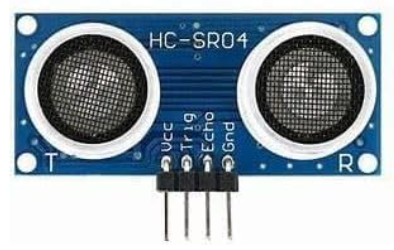 HC-SR04
Vcc
Trig
Echo
Gnd
T
R